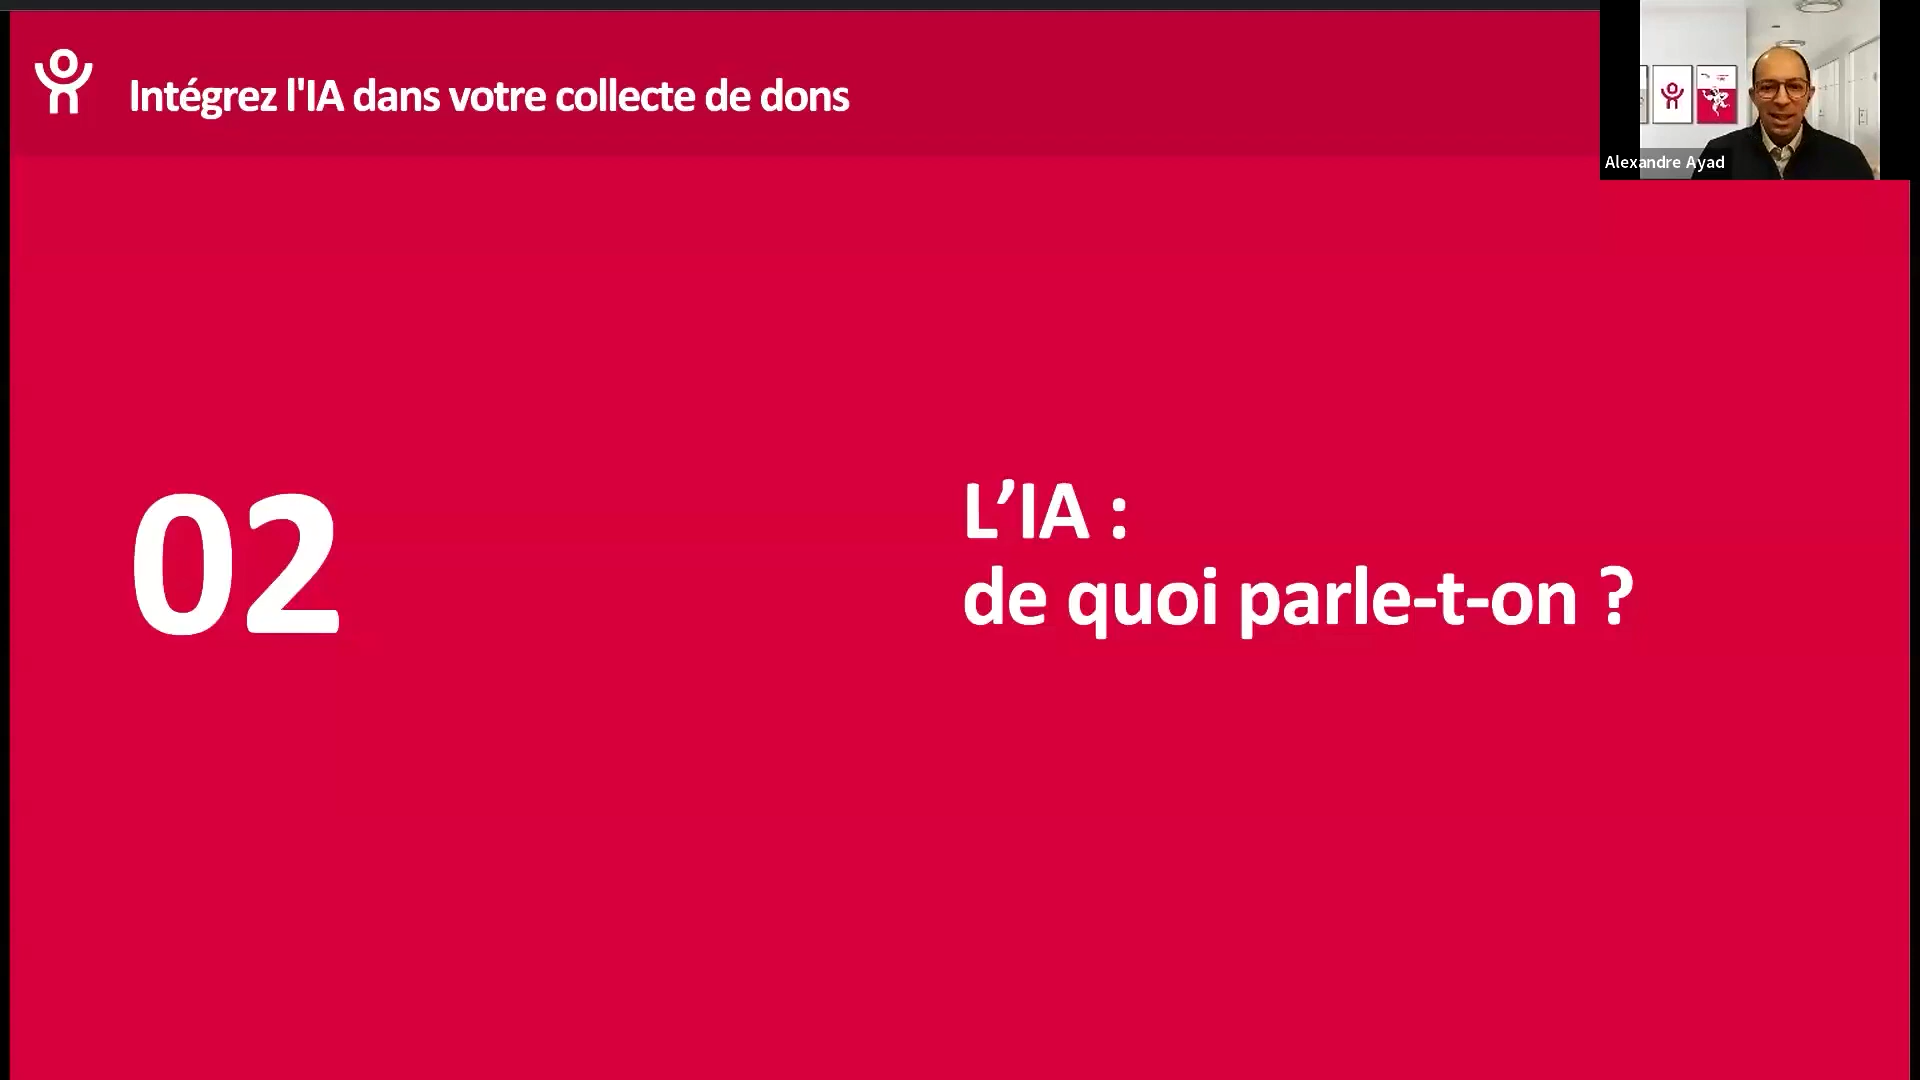 Intégrez l'IA dans votre collecte de dons
Alexandre Ayad
02
L’IA :
de quoi parle-t-on ?